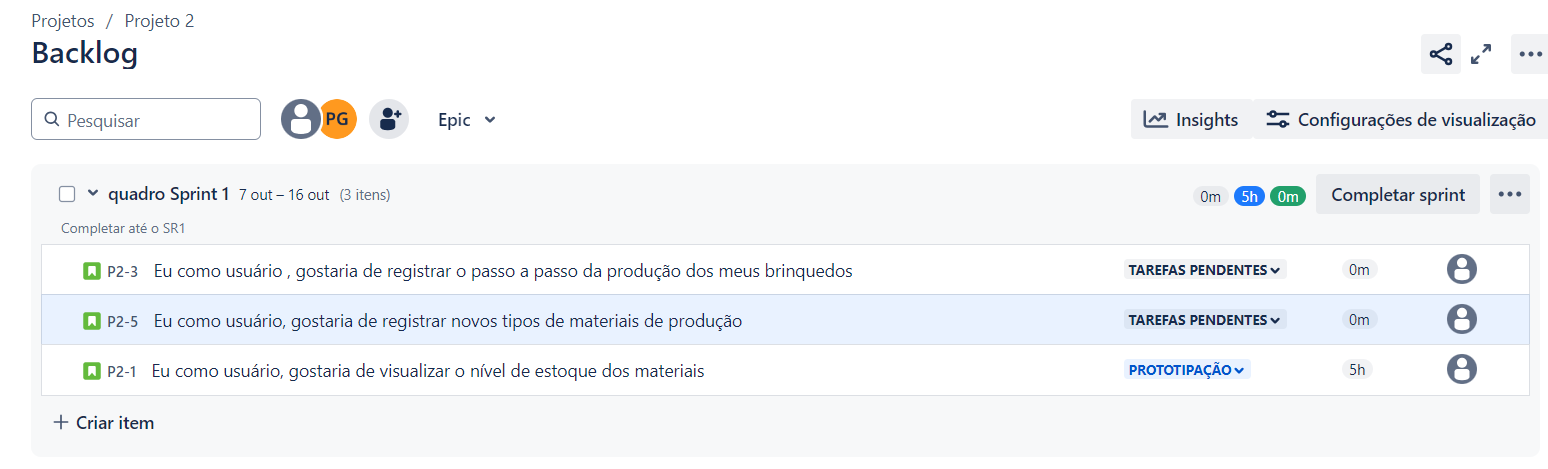 Projetos / Projeto 2
Backlog
Pesquisar
PG
Epic
Insights
Configurações de visualização
quadro Sprint 1 7 out – 16 out (3 itens)
0m 5h 0m
Completar sprint
Completar até o SR1
P2-3 Eu como usuário , gostaria de registrar o passo a passo da produção dos meus brinquedos TAREFAS PENDENTES 0m
P2-5 Eu como usuário, gostaria de registrar novos tipos de materiais de produção TAREFAS PENDENTES 0m
P2-1 Eu como usuário, gostaria de visualizar o nível de estoque dos materiais PROTOTIPAÇÃO 5h
+ Criar item